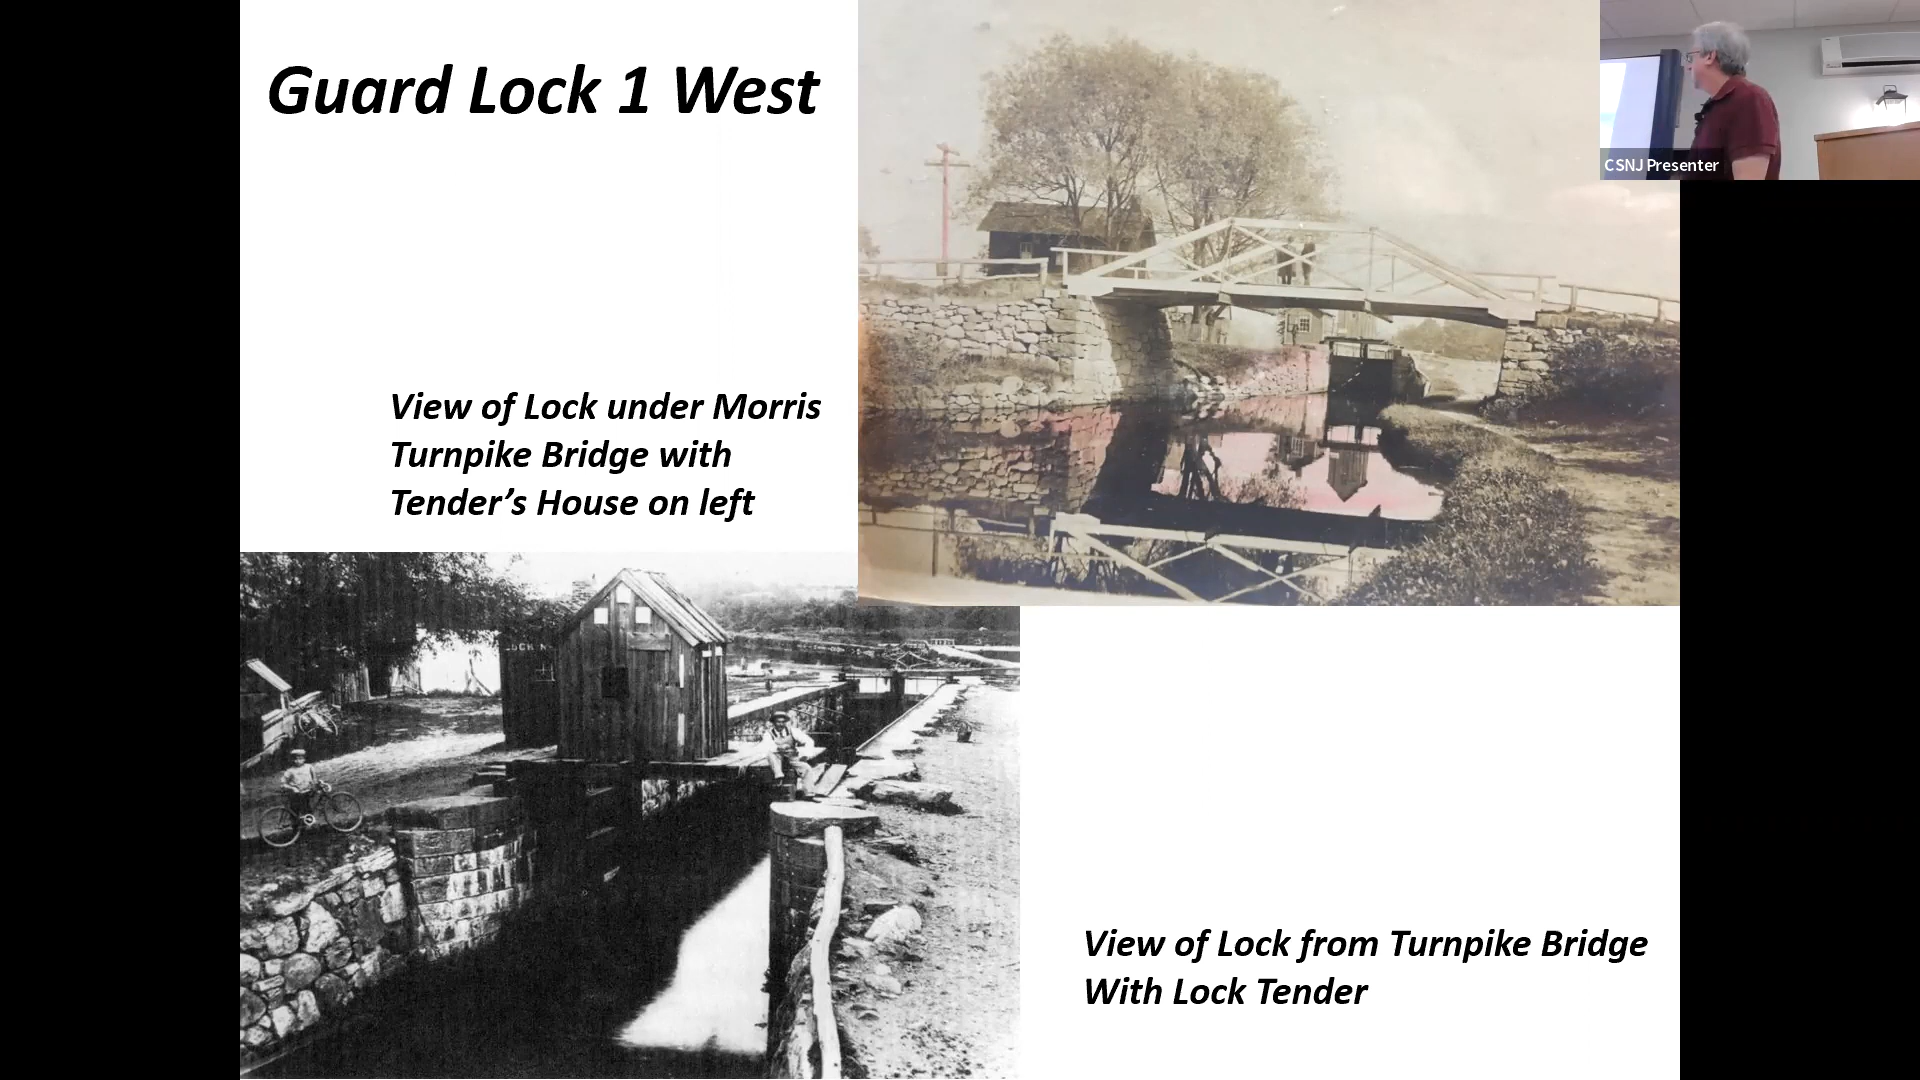 Guard Lock 1 West
CSNJ Presenter
View of Lock under Morris
Turnpike Bridge with
Tender’s House on left
View of Lock from Turnpike Bridge
With Lock Tender